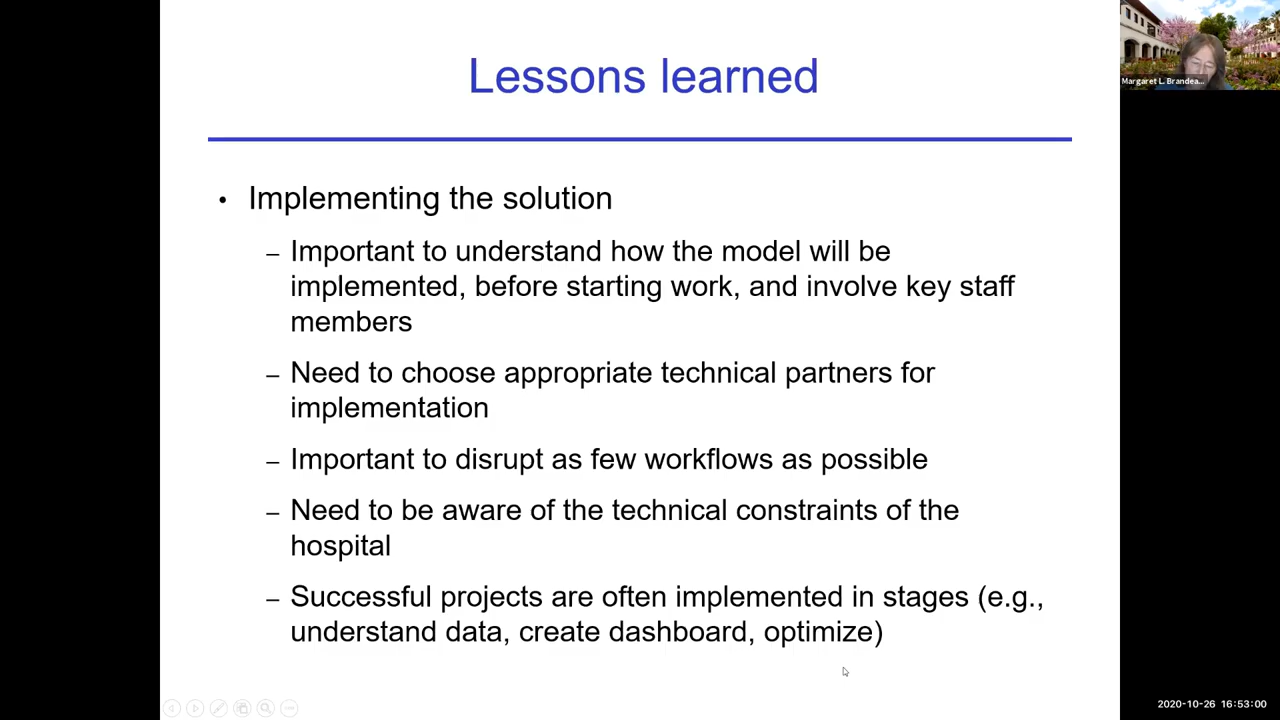 Lessons learned
• Implementing the solution
– Important to understand how the model will be
implemented, before starting work, and involve key staff
members
– Need to choose appropriate technical partners for
implementation
– Important to disrupt as few workflows as possible
– Need to be aware of the technical constraints of the
hospital
– Successful projects are often implemented in stages (e.g.,
understand data, create dashboard, optimize)
Margaret L. Brandea...
2020-10-26 16:53:00